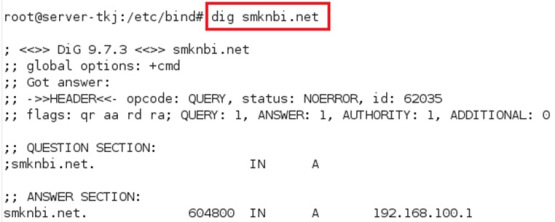 root@server-tkj:/etc/bind# dig smknbi.net
; <<>> DiG 9.7.3 <<>> smknbi.net
;; global options: +cmd
;; Got answer:
;; ->>HEADER<<- opcode: QUERY, status: NOERROR, id: 62035
;; flags: qr aa rd ra; QUERY: 1, ANSWER: 1, AUTHORITY: 1, ADDITIONAL: 0
;; QUESTION SECTION:
;smknbi.net. IN A
;; ANSWER SECTION:
smknbi.net. 604800 IN A 192.168.100.1